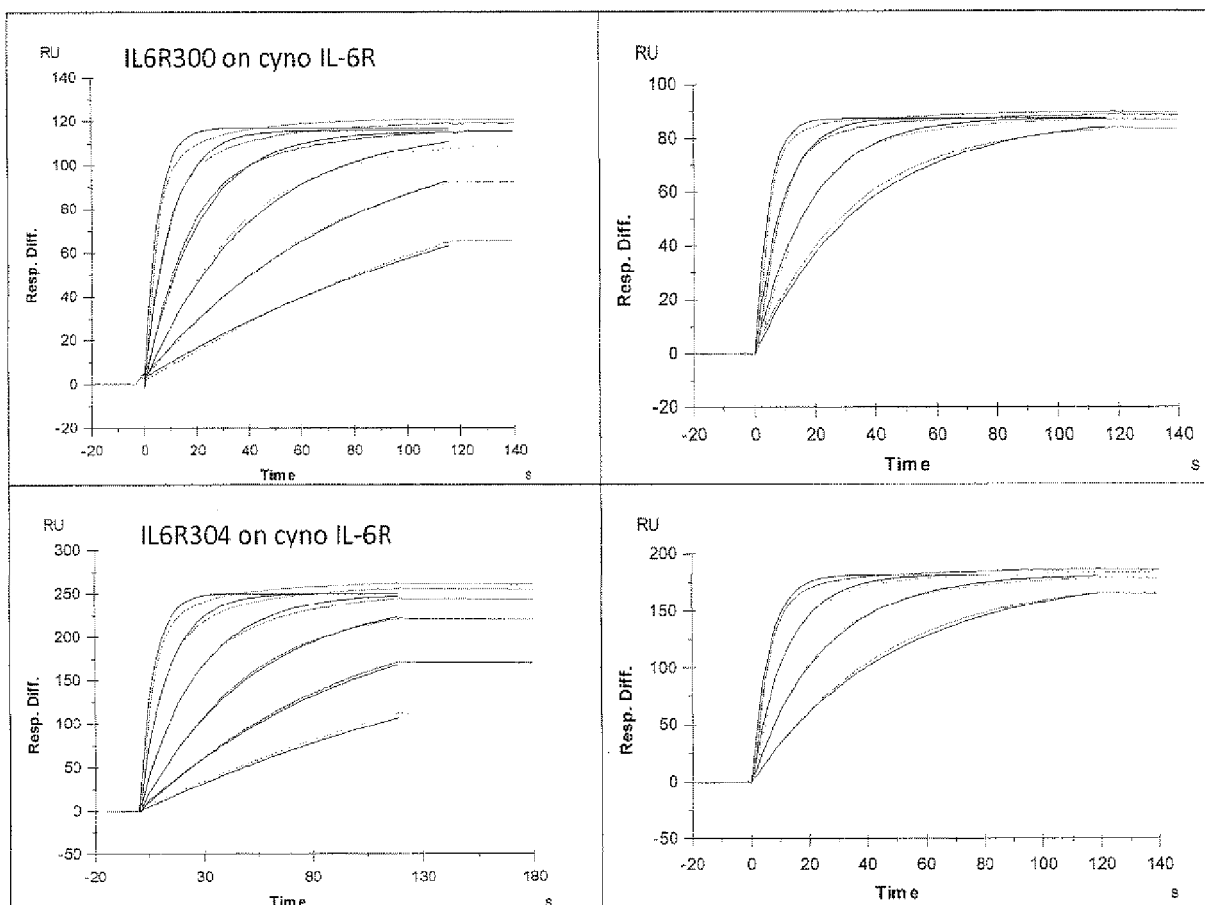 RU
IL6R300 on cyno IL-6R
140
120
100
80
60
40
20
0
-20
Resp. Diff.
-20 0 20 40 60 80 100 120 140
Time
s
RU
100
80
60
40
20
0
-20
Resp. Diff.
-20 0 20 40 60 80 100 120 140
Time
s
RU
IL6R304 on cyno IL-6R
300
250
200
150
100
50
0
-50
Resp. Diff.
-20 30 80 130 180
Time
s
RU
200
150
100
50
0
-50
Resp. Diff.
-20 0 20 40 60 80 100 120 140
Time
s